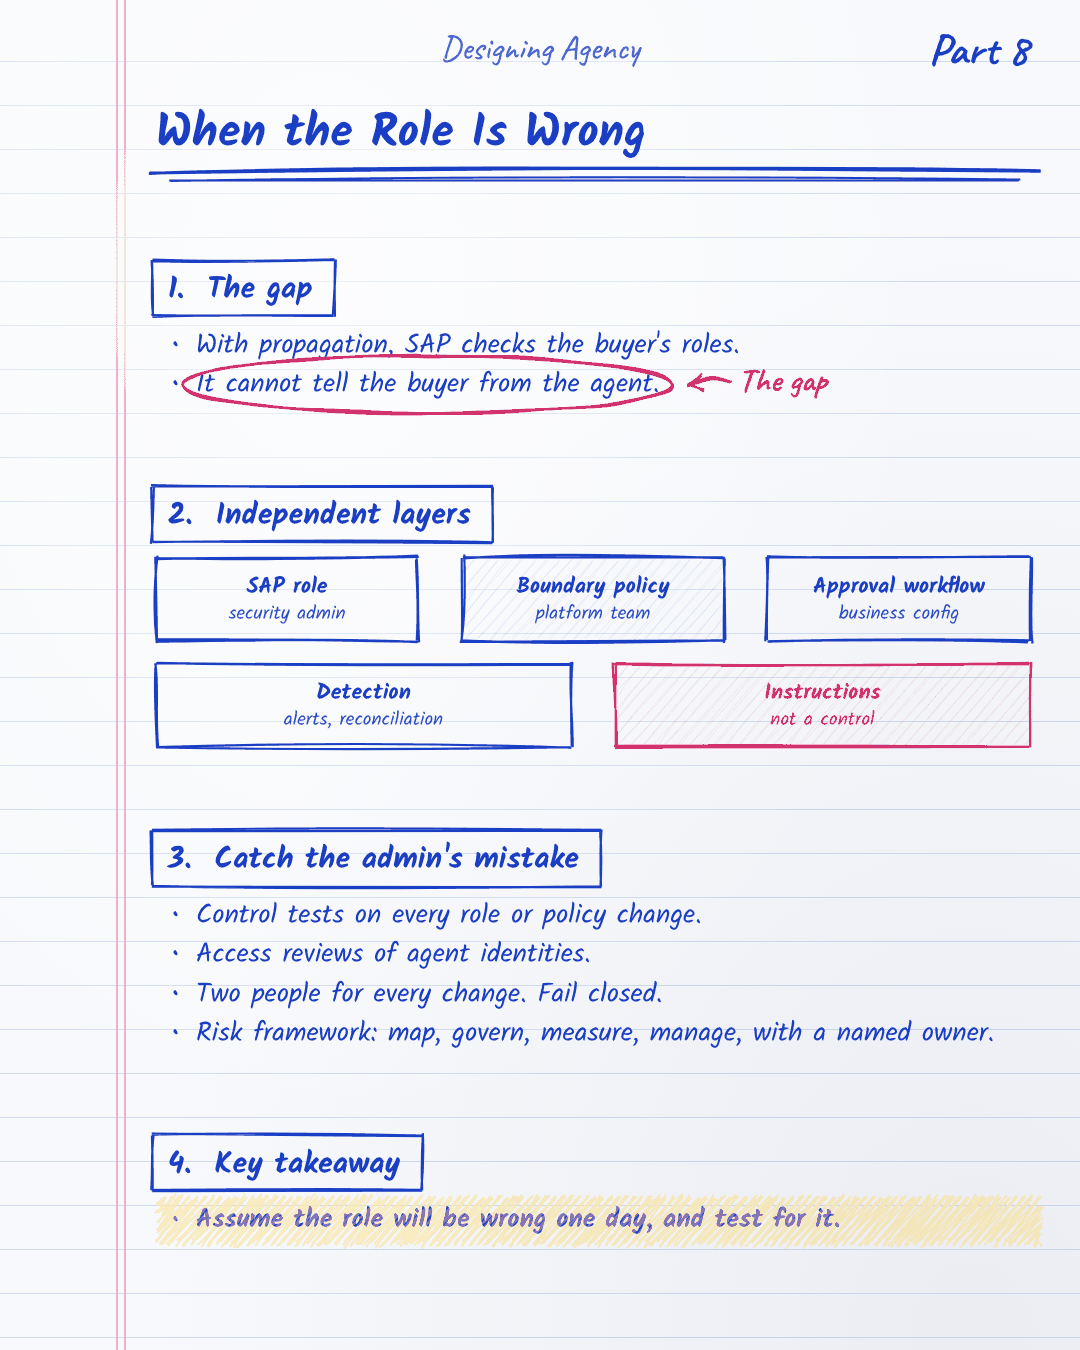 Designing Agency
Part 8
When the Role Is Wrong
1. The gap
· With propagation, SAP checks the buyer's roles.
· It cannot tell the buyer from the agent.
The gap
2. Independent layers
SAP role
security admin
Boundary policy
platform team
Approval workflow
business config
Detection
alerts, reconciliation
Instructions
not a control
3. Catch the admin's mistake
· Control tests on every role or policy change.
· Access reviews of agent identities.
· Two people for every change. Fail closed.
· Risk framework: map, govern, measure, manage, with a named owner.
4. Key takeaway
· Assume the role will be wrong one day, and test for it.